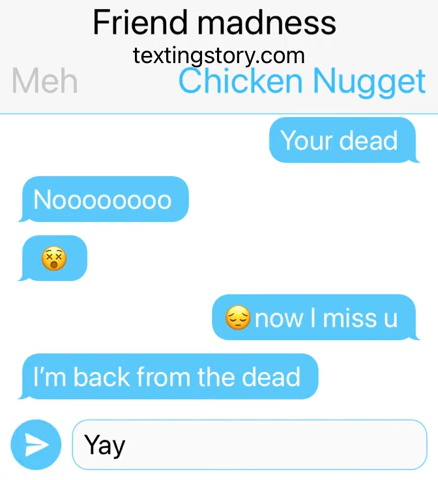 Friend madness
textingstory.com
Meh Chicken Nugget
Your dead
Noooooooo
😵
😔now I miss u
I'm back from the dead
Yay